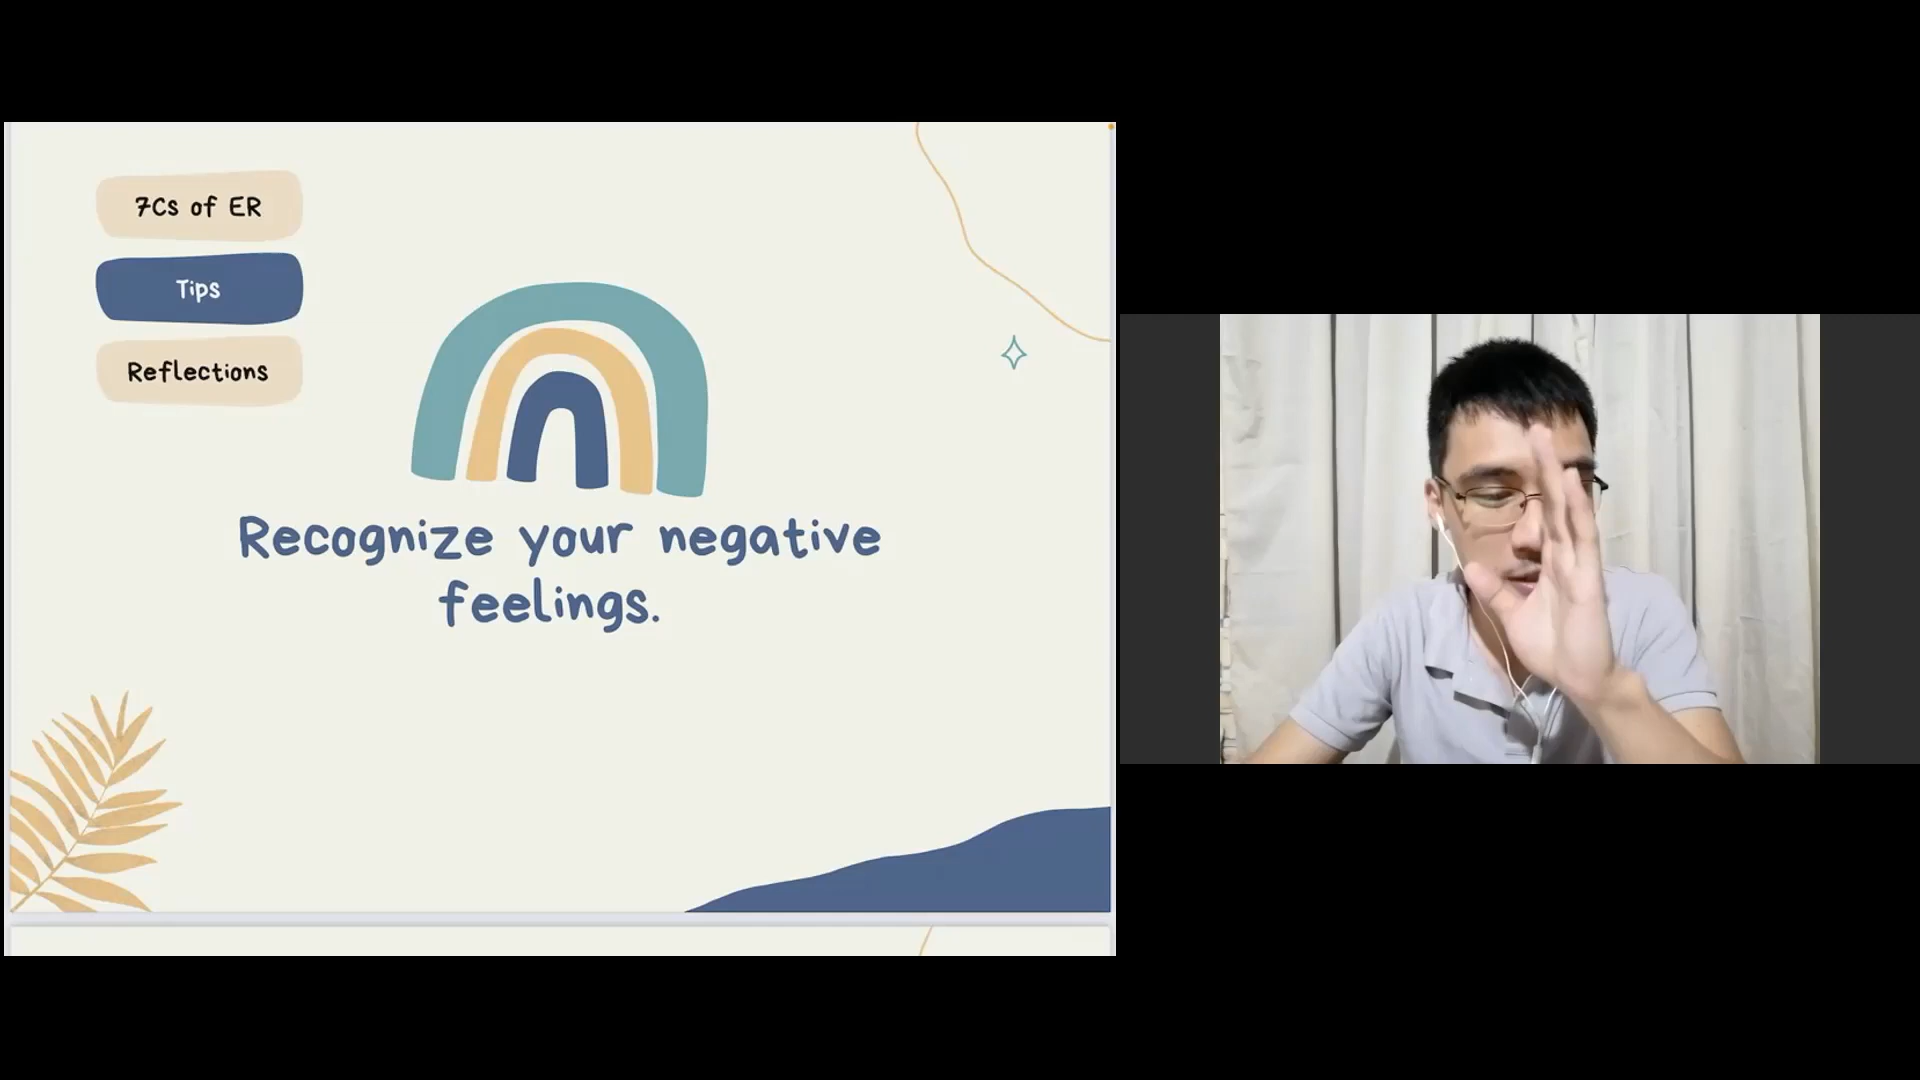 7Cs of ER
Tips
Reflections
Recognize your negative
feelings.